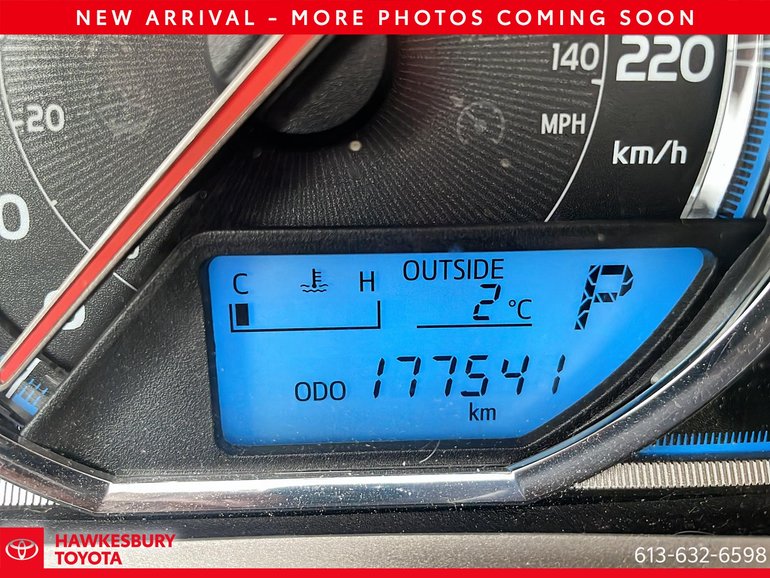 NEW ARRIVAL - MORE PHOTOS COMING SOON
140 220
20
MPH
km/h
0
C H OUTSIDE P
2 °C
ODO 177541
km
HAWKESBURY
TOYOTA
613-632-6598